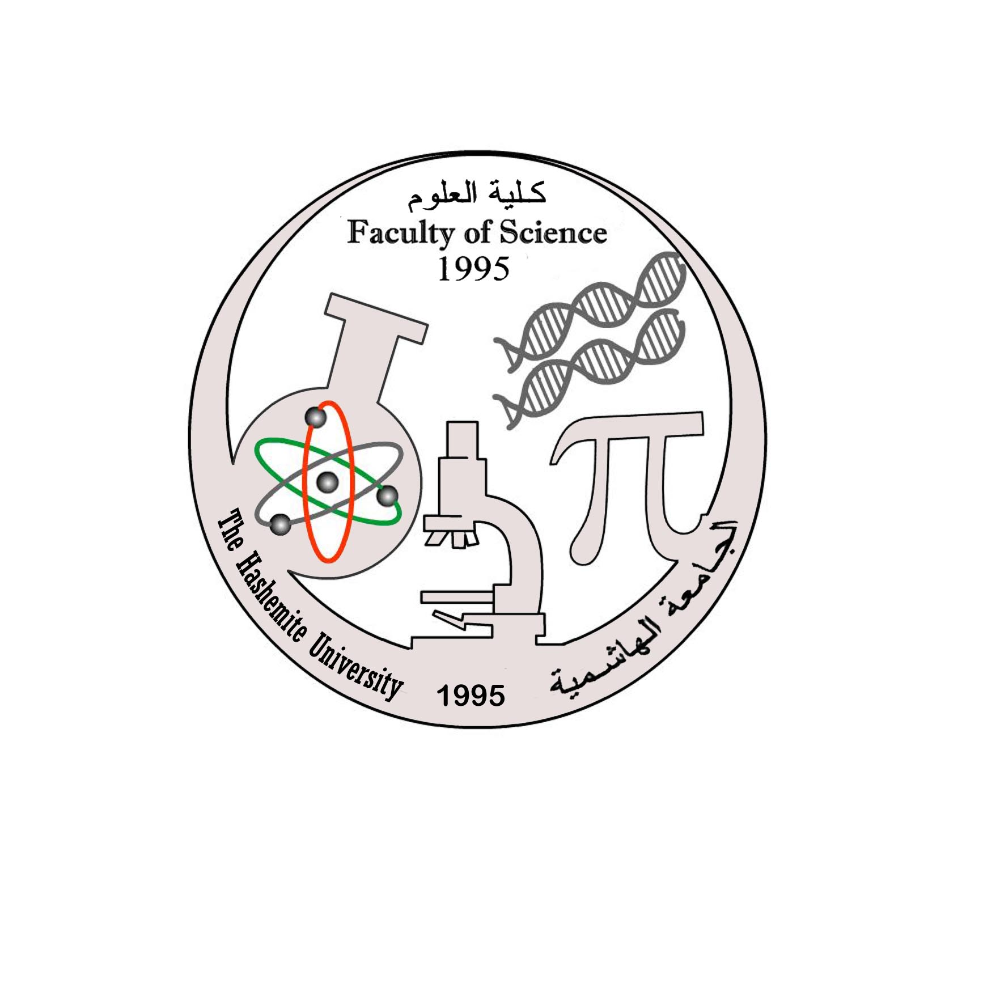 كلية العلوم
Faculty of Science
1995
The Hashemite University
1995
الجامعة الهاشمية
π